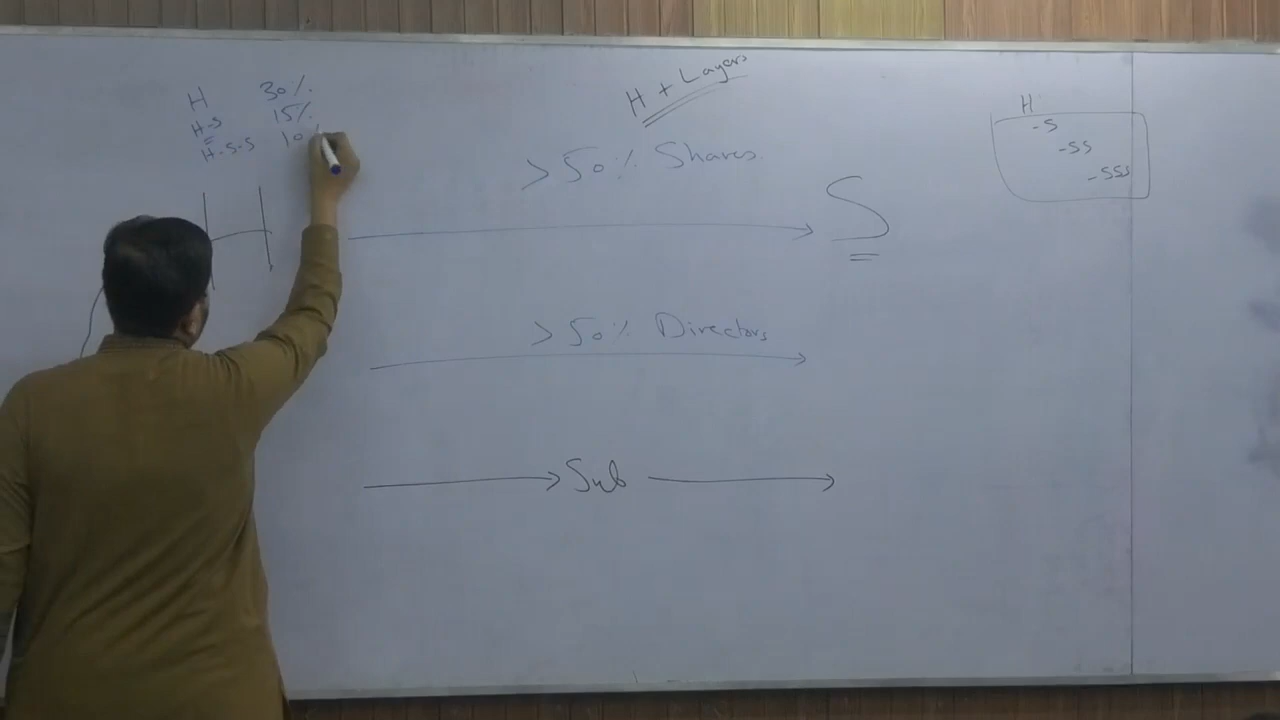 H 30%
H-S 15%
H-S-S 10
H + Layers
> 50% Shares.
H S
> 50% Directors
Sub
H
-S
-SS
-SSS